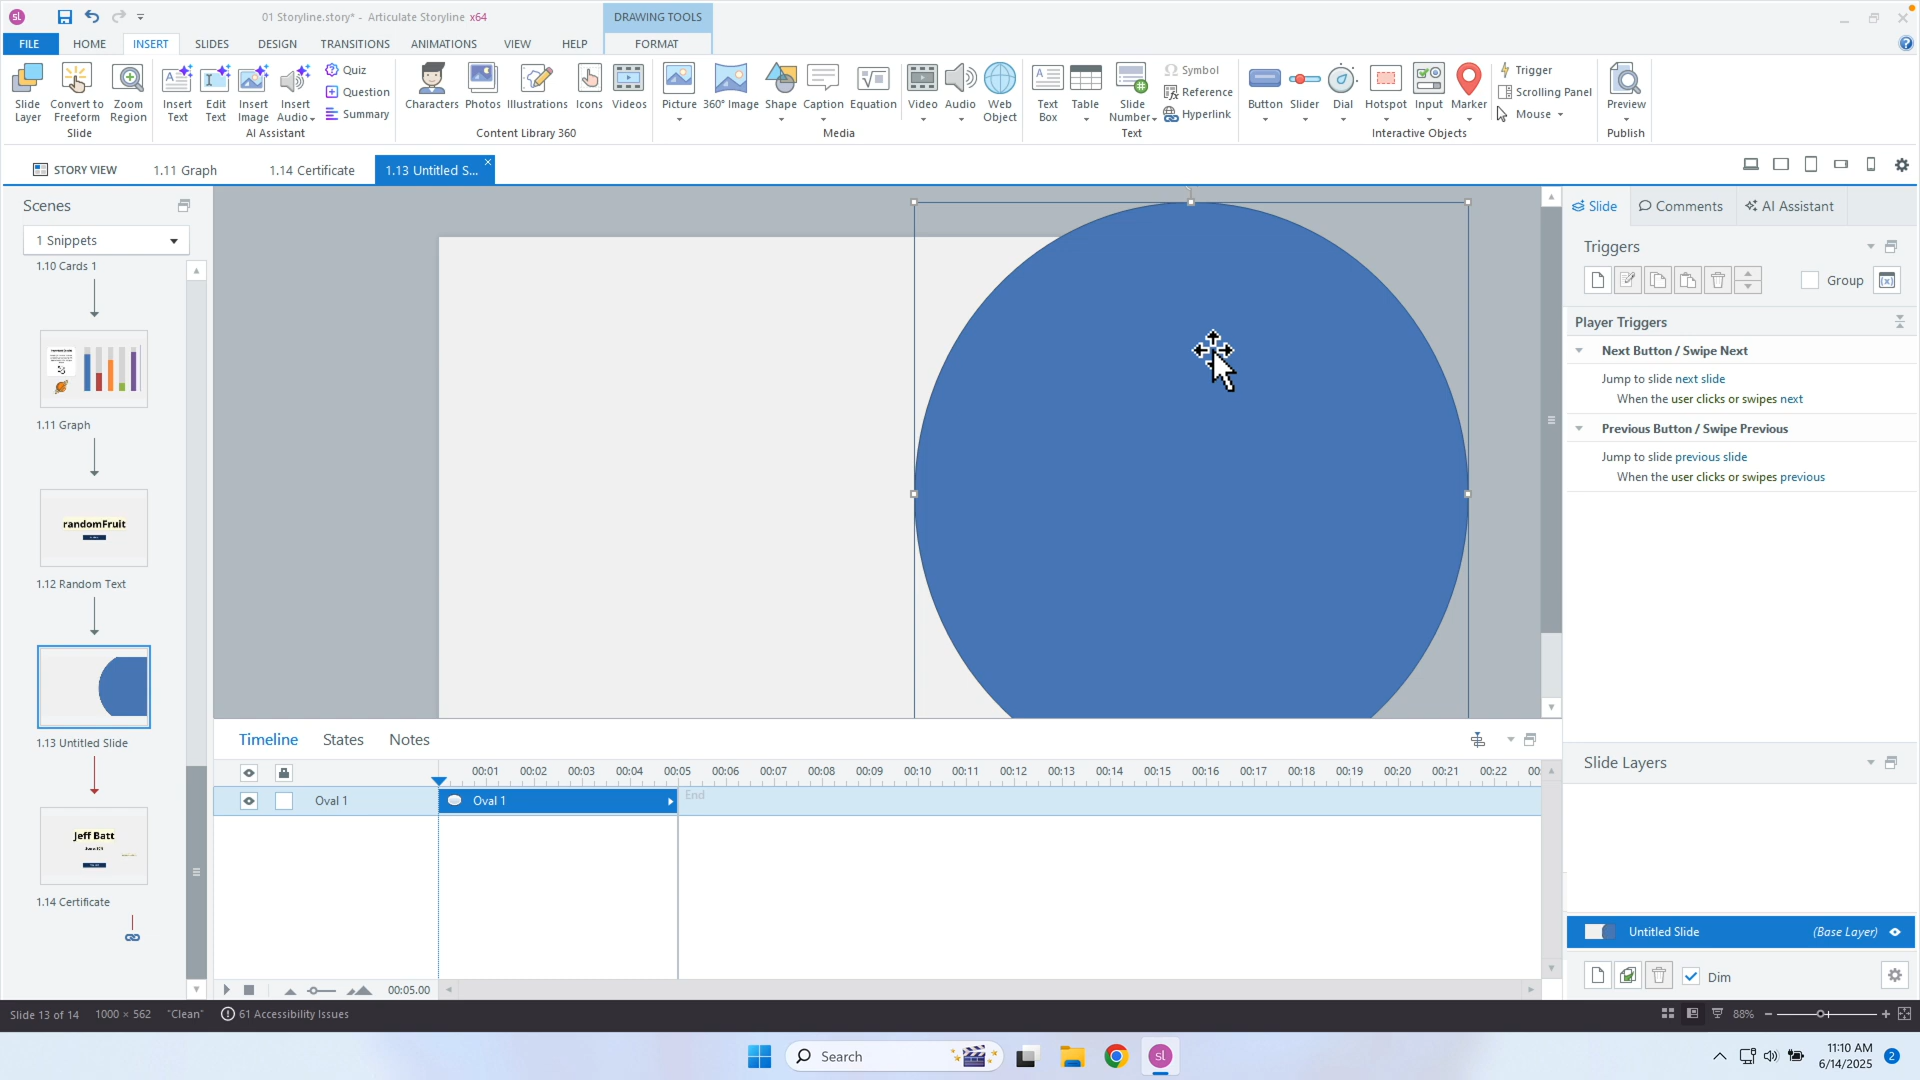 sl
01 Storyline.story* - Articulate Storyline x64
DRAWING TOOLS
FILE
HOME
INSERT
SLIDES
DESIGN
TRANSITIONS
ANIMATIONS
VIEW
HELP
FORMAT
Slide Layer
Convert to Freeform
Zoom Region
Slide
Insert Text
Edit Text
Insert Image
Insert Audio
Quiz
Question
Summary
AI Assistant
Characters
Photos
Illustrations
Icons
Videos
Content Library 360
Picture
360° Image
Shape
Caption
Equation
Video
Audio
Web Object
Media
Text Box
Table
Slide Number
Symbol
Reference
Hyperlink
Text
Button
Slider
Dial
Hotspot
Input
Marker
Trigger
Scrolling Panel
Mouse
Interactive Objects
Preview
Publish
STORY VIEW
1.11 Graph
1.14 Certificate
1.13 Untitled S...
Scenes
1 Snippets
1.10 Cards 1
1.11 Graph
randomFruit
1.12 Random Text
1.13 Untitled Slide
Jeff Batt
1.14 Certificate
Slide
Comments
AI Assistant
Triggers
Group
Player Triggers
Next Button / Swipe Next
Jump to slide next slide
When the user clicks or swipes next
Previous Button / Swipe Previous
Jump to slide previous slide
When the user clicks or swipes previous
Timeline
States
Notes
00:01 00:02 00:03 00:04 00:05 00:06 00:07 00:08 00:09 00:10 00:11 00:12 00:13 00:14 00:15 00:16 00:17 00:18 00:19 00:20 00:21 00:22 00
Oval 1
Oval 1
End
00:05.00
Slide Layers
Untitled Slide
(Base Layer)
Dim
Slide 13 of 14
1000 × 562
"Clean"
61 Accessibility Issues
88%
Search
sl
11:10 AM
6/14/2025
2